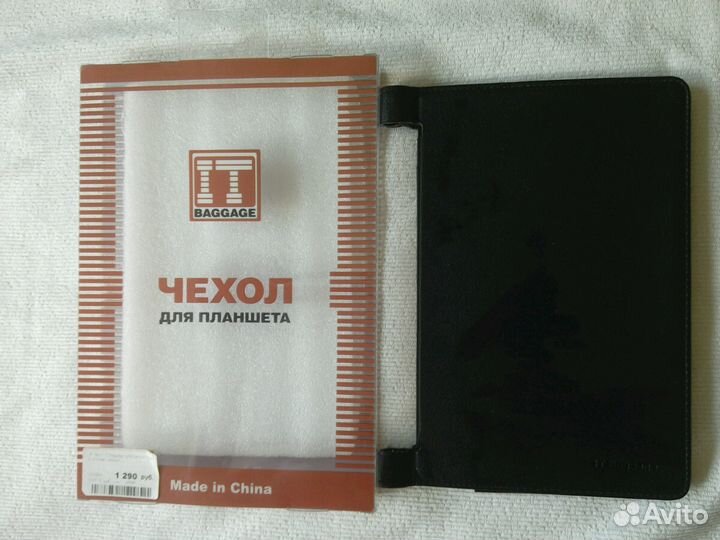 IT
BAGGAGE
ЧЕХОЛ
ДЛЯ ПЛАНШЕТА
1 290 руб.
Made in China
Avito